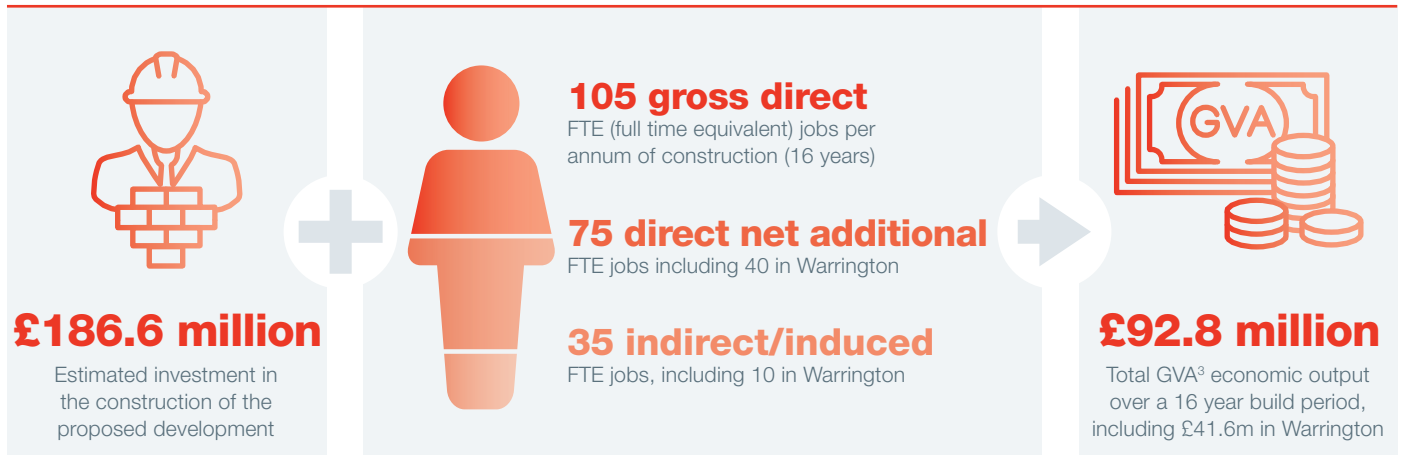 £186.6 million
Estimated investment in
the construction of the
proposed development
105 gross direct
FTE (full time equivalent) jobs per
annum of construction (16 years)
75 direct net additional
FTE jobs including 40 in Warrington
35 indirect/induced
FTE jobs, including 10 in Warrington
GVA
£92.8 million
Total GVA³ economic output
over a 16 year build period,
including £41.6m in Warrington